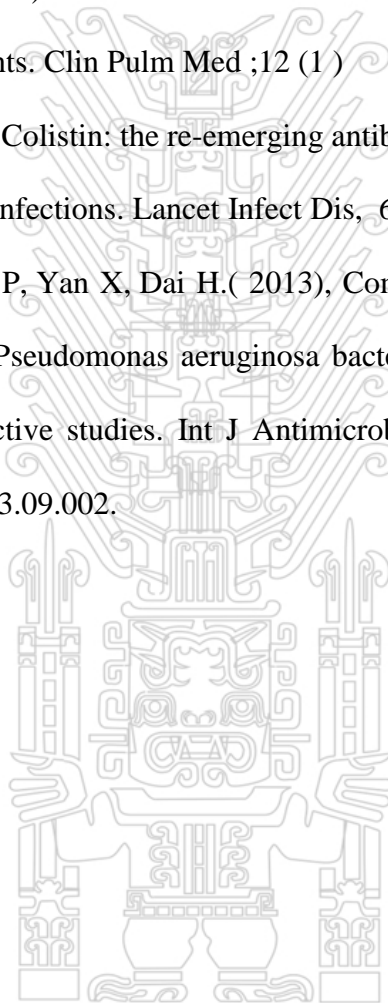 nts. Clin Pulm Med ;12 (1 )
Colistin: the re-emerging antib
nfections. Lancet Infect Dis, 6
P, Yan X, Dai H.( 2013), Con
Pseudomonas aeruginosa bacte
ctive studies. Int J Antimicrob
3.09.002.